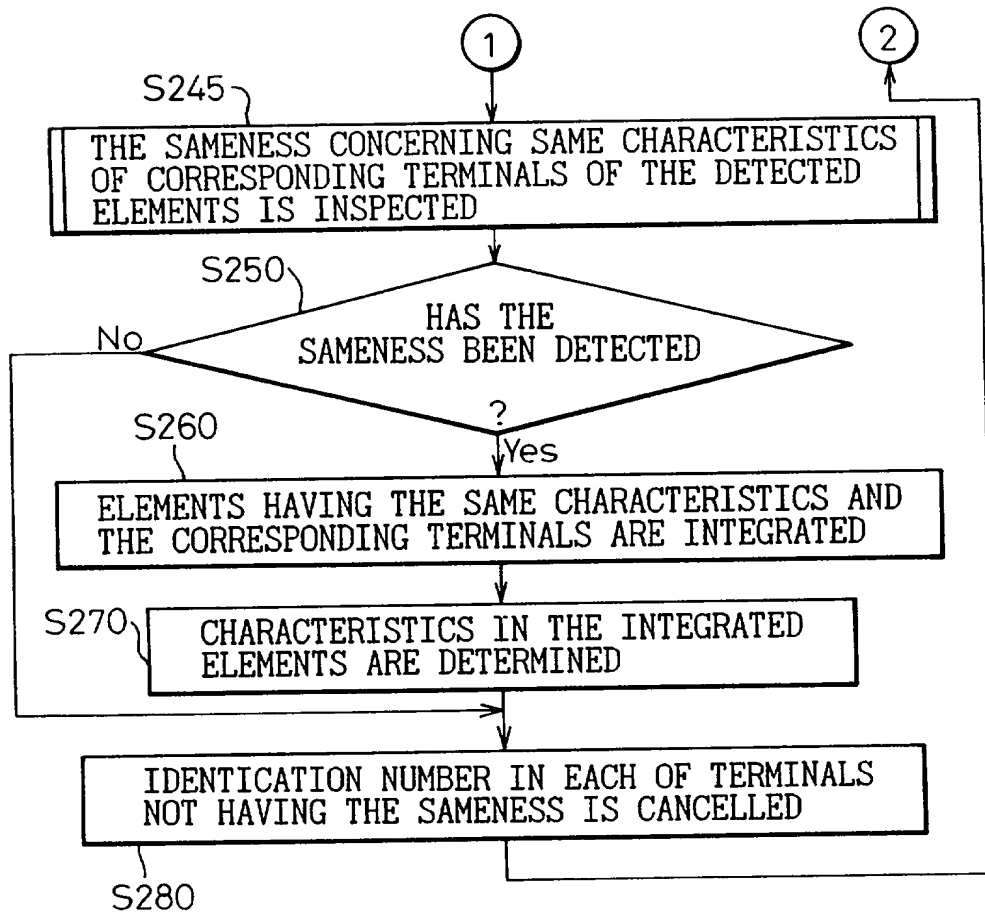 1
2
S245
THE SAMENESS CONCERNING SAME CHARACTERISTICS
OF CORRESPONDING TERMINALS OF THE DETECTED
ELEMENTS IS INSPECTED
S250
No
HAS THE
SAMENESS BEEN DETECTED
?
Yes
S260
ELEMENTS HAVING THE SAME CHARACTERISTICS AND
THE CORRESPONDING TERMINALS ARE INTEGRATED
S270
CHARACTERISTICS IN THE INTEGRATED
ELEMENTS ARE DETERMINED
IDENTICATION NUMBER IN EACH OF TERMINALS
NOT HAVING THE SAMENESS IS CANCELLED
S280